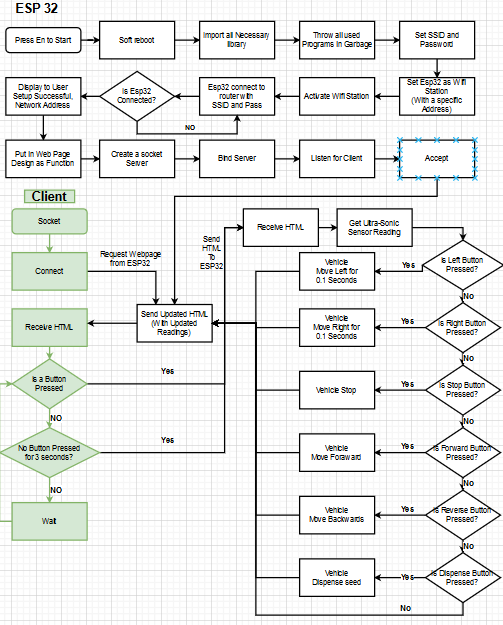 ESP 32
Press En to Start
Soft reboot
Import all Necessary
library
Throw all used
Programs in Garbage
Set SSID and
Password
Display to User
Setup Successful,
Network Address
Is Esp32
Connected?
Esp32 connect to
router with
SSID and Pass
Activate Wifi Station
Set Esp32 as Wifi
Station
(With a specific
Address)
NO
Put in Web Page
Design as Function
Create a socket
Server
Bind Server
Listen for Client
Accept
Client
Socket
Connect
Request Webpage
from ESP32
Send
HTML
To
ESP32
Receive HTML
Get Ultra-Sonic
Sensor Reading
Is Left Button
Pressed?
Yes
Vehicle
Move Left for
0.1 Seconds
No
Receive HTML
Send Updated HTML
(With Updated
Readings)
Vehicle
Move Right for
0.1 Seconds
Yes
Is Right Button
Pressed?
No
Is a Button
Pressed
Yes
Vehicle Stop
Yes
Is Stop Button
Pressed?
NO
No
No Button Pressed
for 3 seconds?
Yes
Vehicle
Move Foraward
Yes
Is Forward Button
Pressed?
NO
No
Wait
Vehicle
Move Backwards
Yes
Is Reverse Button
Pressed?
No
Vehicle
Dispense seed
Yes
Is Dispense Button
Pressed?
No